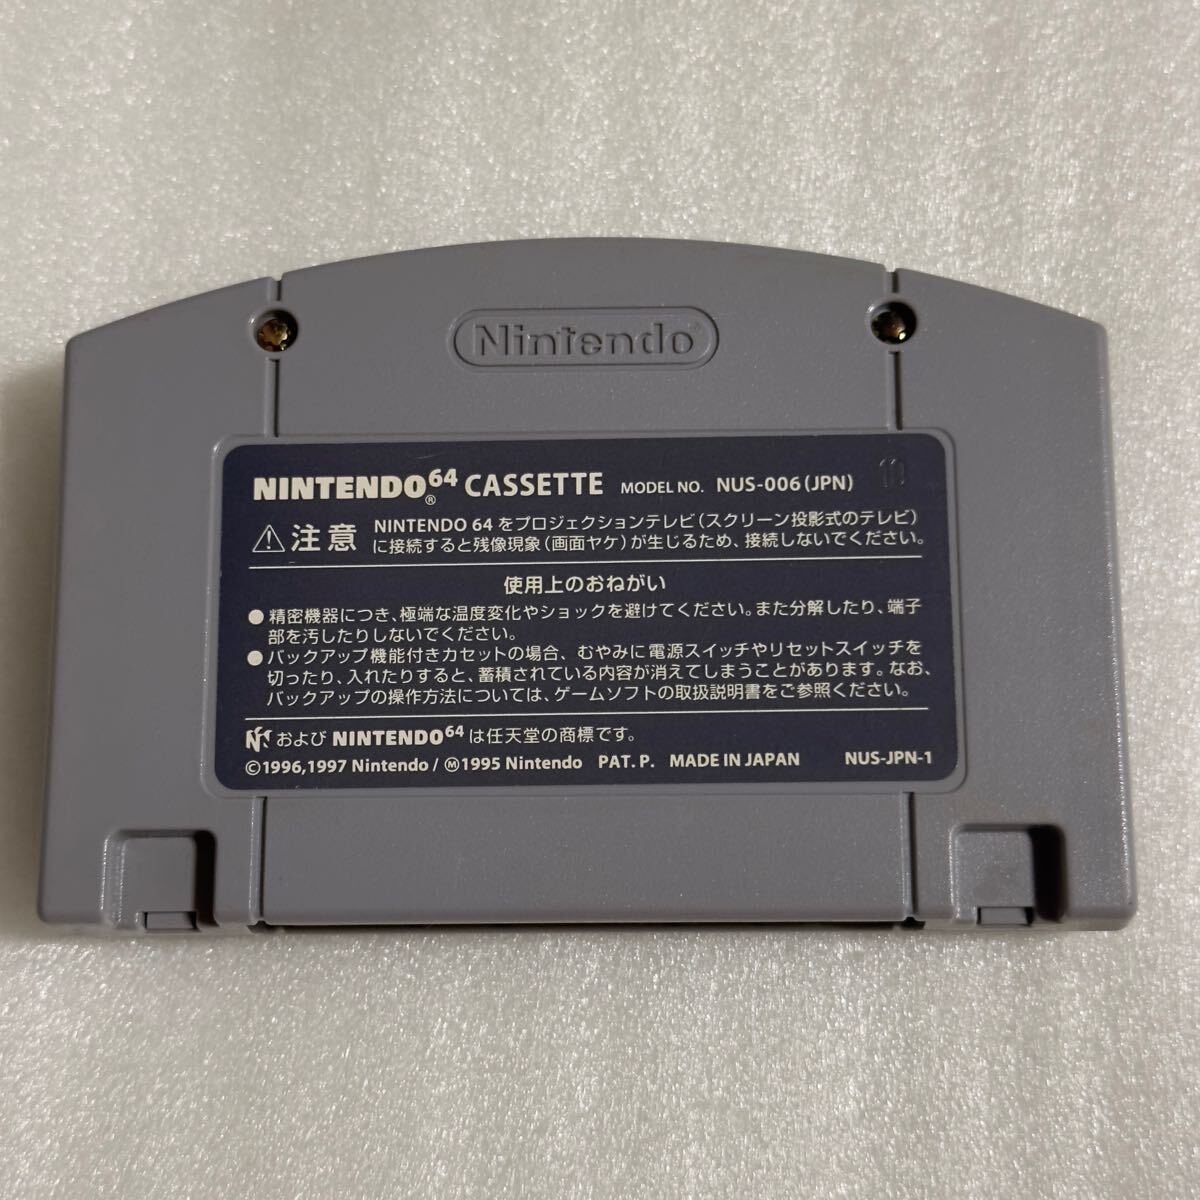 Nintendo®
NINTENDO64® CASSETTE MODEL NO. NUS-006(JPN)
⚠注意 NINTENDO 64をプロジェクションテレビ(スクリーン投影式のテレビ)
に接続すると残像現象(画面ヤケ)が生じるため、接続しないでください。
使用上のおねがい
●精密機器につき、極端な温度変化やショックを避けてください。また分解したり、端子
部を汚したりしないでください。
●バックアップ機能付きカセットの場合、むやみに電源スイッチやリセットスイッチを
切ったり、入れたりすると、蓄積されている内容が消えてしまうことがあります。なお、
バックアップの操作方法については、ゲームソフトの取扱説明書をご参照ください。
および NINTENDO64 は任天堂の商標です。
©1996,1997 Nintendo/Ⓜ1995 Nintendo PAT. P. MADE IN JAPAN NUS-JPN-1